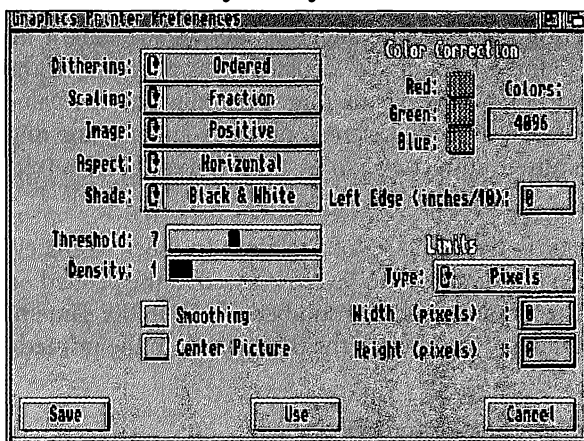 Graphics Printer Preferences
Color Correction
Dithering: Ordered
Scaling: Fraction
Image: Positive
Aspect: Horizontal
Shade: Black & White
Red:
Green:
Blue:
Colors:
4096
Left Edge (inches/10): 0
Threshold: 7
Density: 1
Limits
Type: Pixels
Width (pixels) : 0
Height (pixels) : 0
Smoothing
Center Picture
Save
Use
Cancel